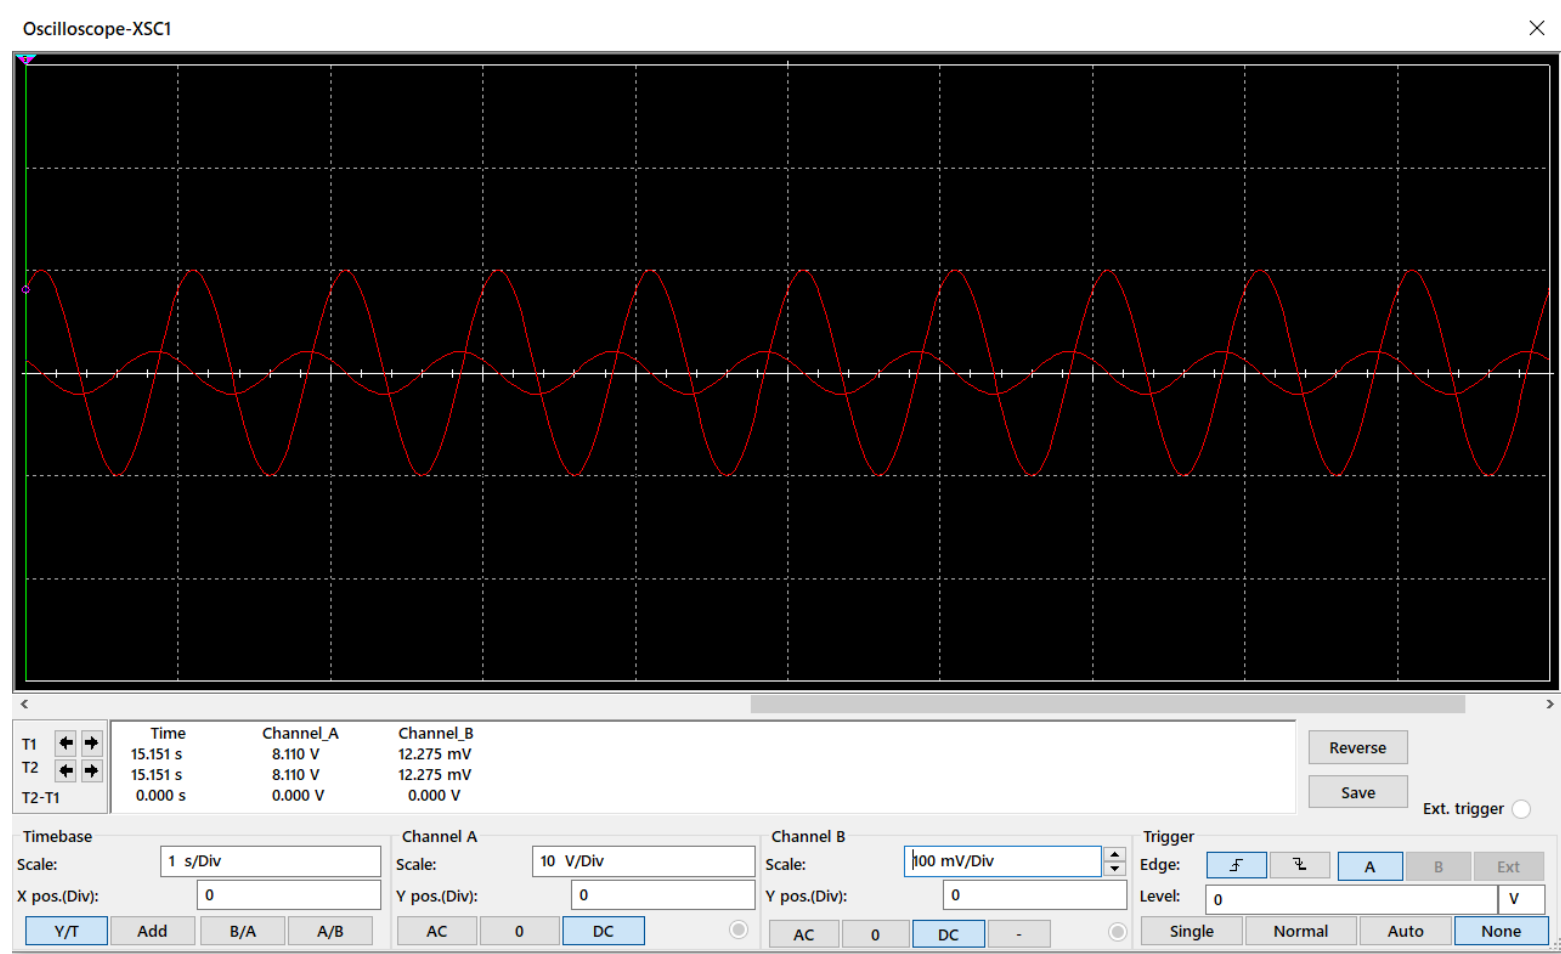 Oscilloscope-XSC1
Time Channel_A Channel_B
T1 15.151 s 8.110 V 12.275 mV
T2 15.151 s 8.110 V 12.275 mV
T2-T1 0.000 s 0.000 V 0.000 V
Reverse
Save
Ext. trigger
Timebase
Scale: 1 s/Div
X pos.(Div): 0
Y/T Add B/A A/B
Channel A
Scale: 10 V/Div
Y pos.(Div): 0
AC 0 DC
Channel B
Scale: 100 mV/Div
Y pos.(Div): 0
AC 0 DC -
Trigger
Edge: A B Ext
Level: 0 V
Single Normal Auto None